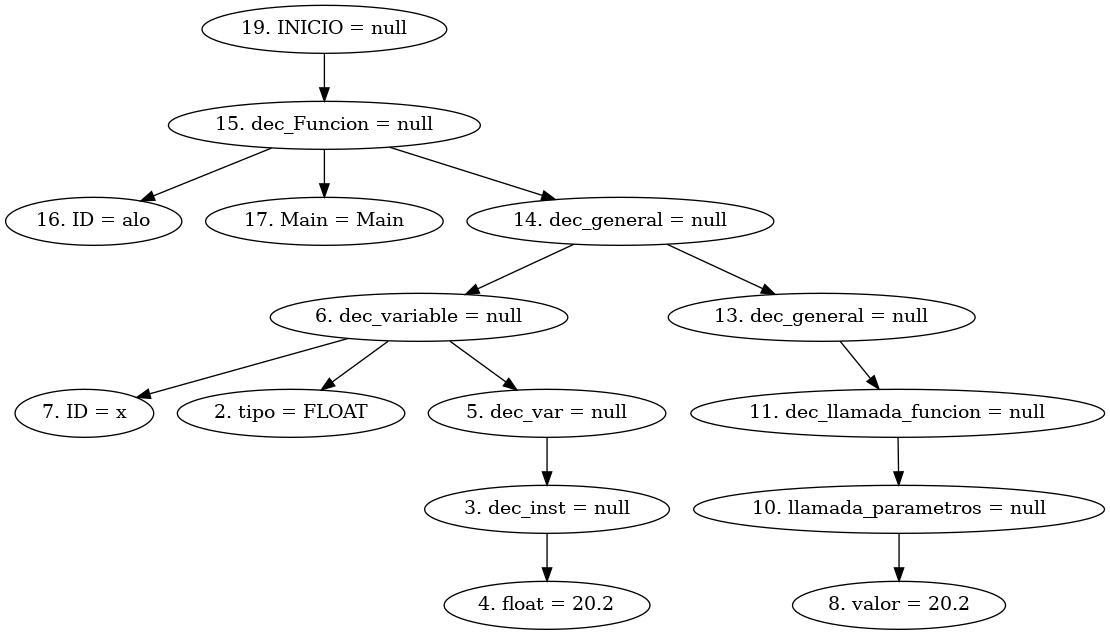 19. INICIO = null
15. dec_Funcion = null
16. ID = alo
17. Main = Main
14. dec_general = null
6. dec_variable = null
13. dec_general = null
7. ID = x
2. tipo = FLOAT
5. dec_var = null
11. dec_llamada_funcion = null
3. dec_inst = null
10. llamada_parametros = null
4. float = 20.2
8. valor = 20.2